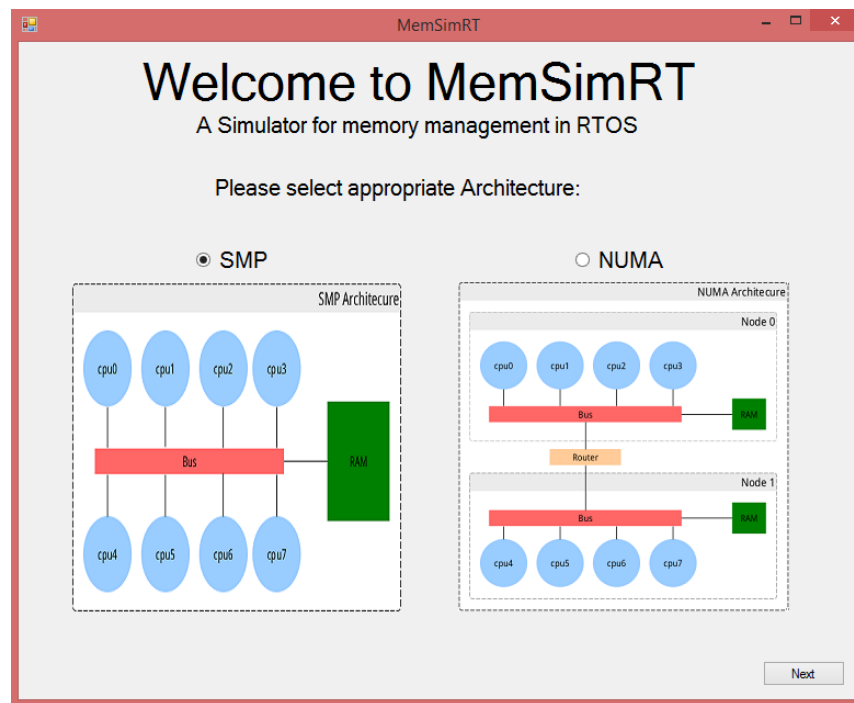 MemSimRT
Welcome to MemSimRT
A Simulator for memory management in RTOS
Please select appropriate Architecture:
SMP
SMP Architecure
cpu0 cpu1 cpu2 cpu3
Bus
RAM
cpu4 cpu5 cpu6 cpu7
NUMA
NUMA Architecure
Node 0
cpu0 cpu1 cpu2 cpu3
Bus
RAM
Router
Node 1
Bus
RAM
cpu4 cpu5 cpu6 cpu7
Next